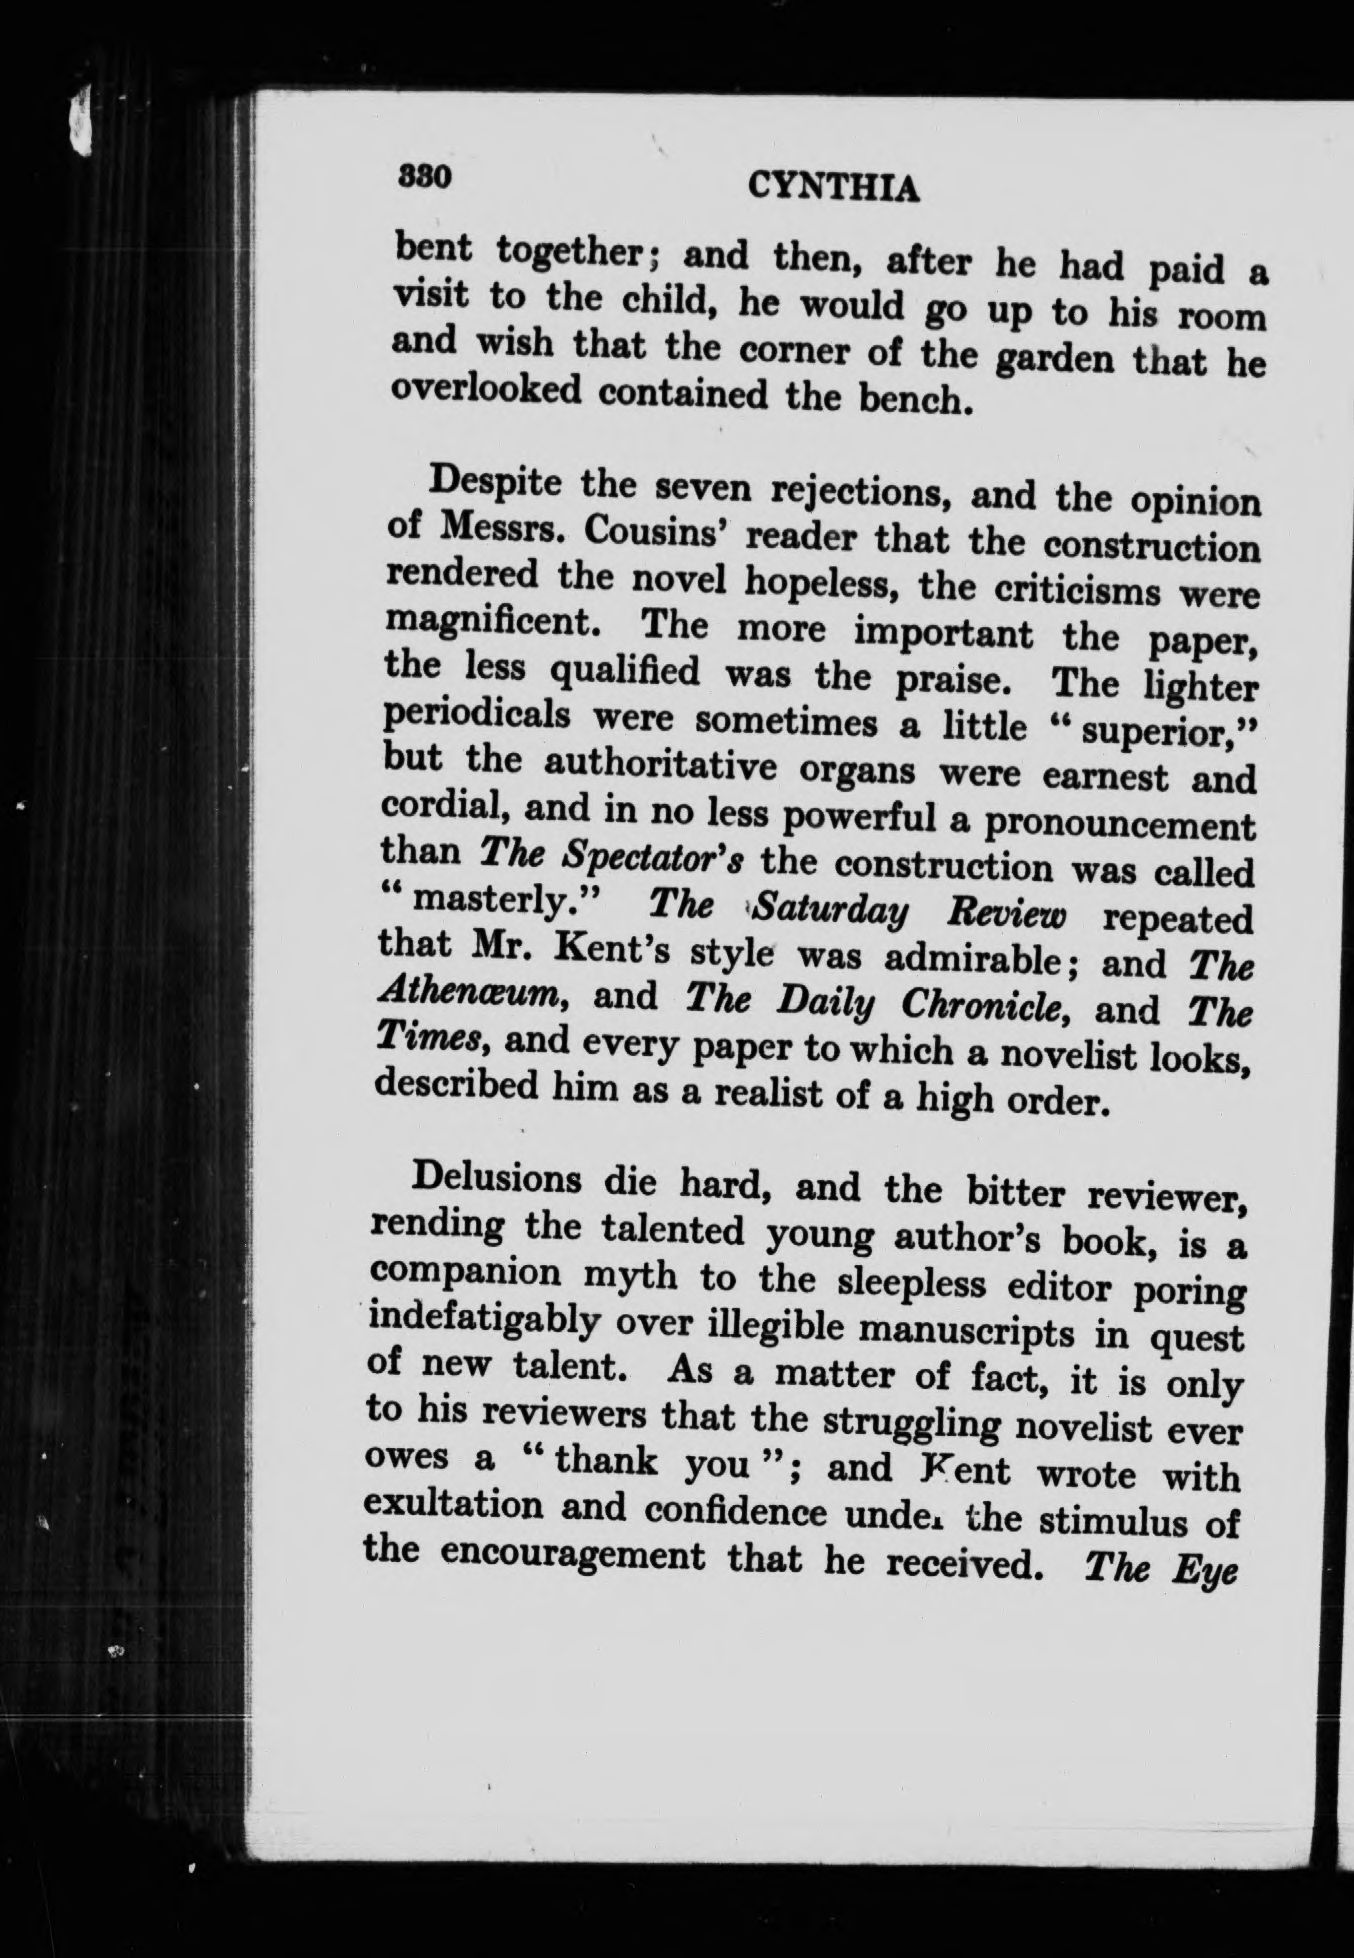 330 CYNTHIA
bent together; and then, after he had paid a
visit to the child, he would go up to his room
and wish that the corner of the garden that he
overlooked contained the bench.
Despite the seven rejections, and the opinion
of Messrs. Cousins' reader that the construction
rendered the novel hopeless, the criticisms were
magnificent. The more important the paper,
the less qualified was the praise. The lighter
periodicals were sometimes a little " superior,"
but the authoritative organs were earnest and
cordial, and in no less powerful a pronouncement
than The Spectator's the construction was called
" masterly." The Saturday Review repeated
that Mr. Kent's style was admirable; and The
Athenœum, and The Daily Chronicle, and The
Times, and every paper to which a novelist looks,
described him as a realist of a high order.
Delusions die hard, and the bitter reviewer,
rending the talented young author's book, is a
companion myth to the sleepless editor poring
indefatigably over illegible manuscripts in quest
of new talent. As a matter of fact, it is only
to his reviewers that the struggling novelist ever
owes a " thank you "; and Kent wrote with
exultation and confidence under the stimulus of
the encouragement that he received. The Eye